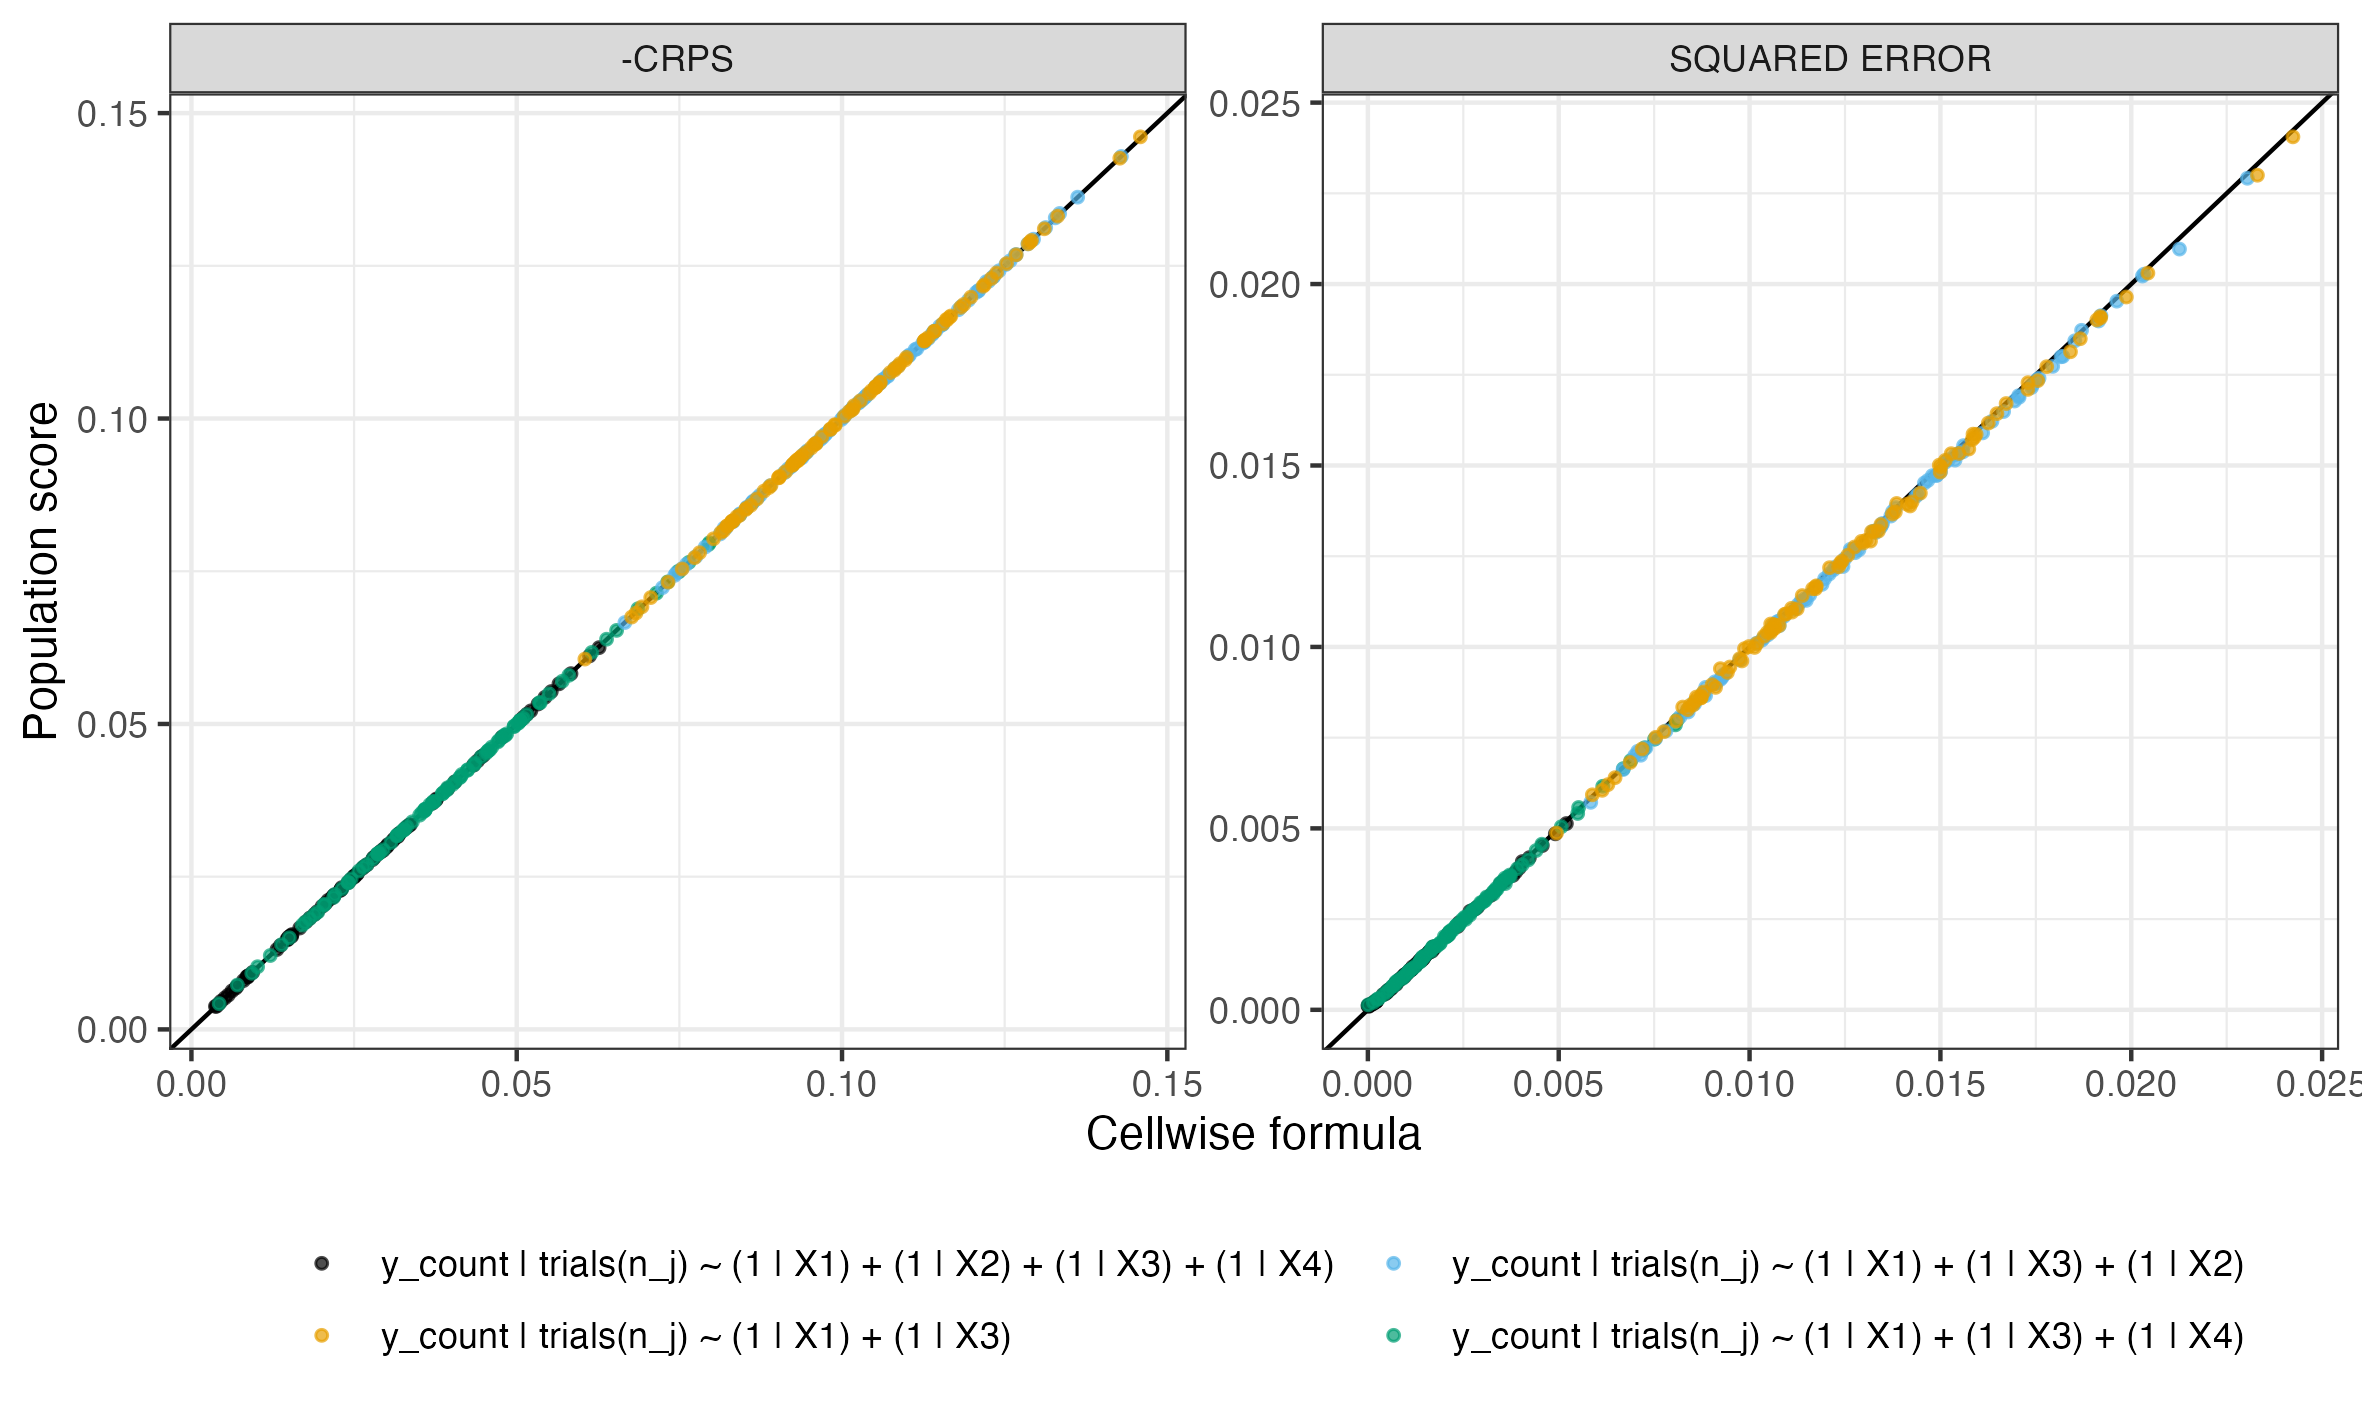 -CRPS
SQUARED ERROR
Population score
0.15
0.10
0.05
0.00
0.025
0.020
0.015
0.010
0.005
0.000
0.00 0.05 0.10 0.15
0.000 0.005 0.010 0.015 0.020 0.025
Cellwise formula
y_count | trials(n_j) ~ (1 | X1) + (1 | X2) + (1 | X3) + (1 | X4)
y_count | trials(n_j) ~ (1 | X1) + (1 | X3) + (1 | X2)
y_count | trials(n_j) ~ (1 | X1) + (1 | X3)
y_count | trials(n_j) ~ (1 | X1) + (1 | X3) + (1 | X4)